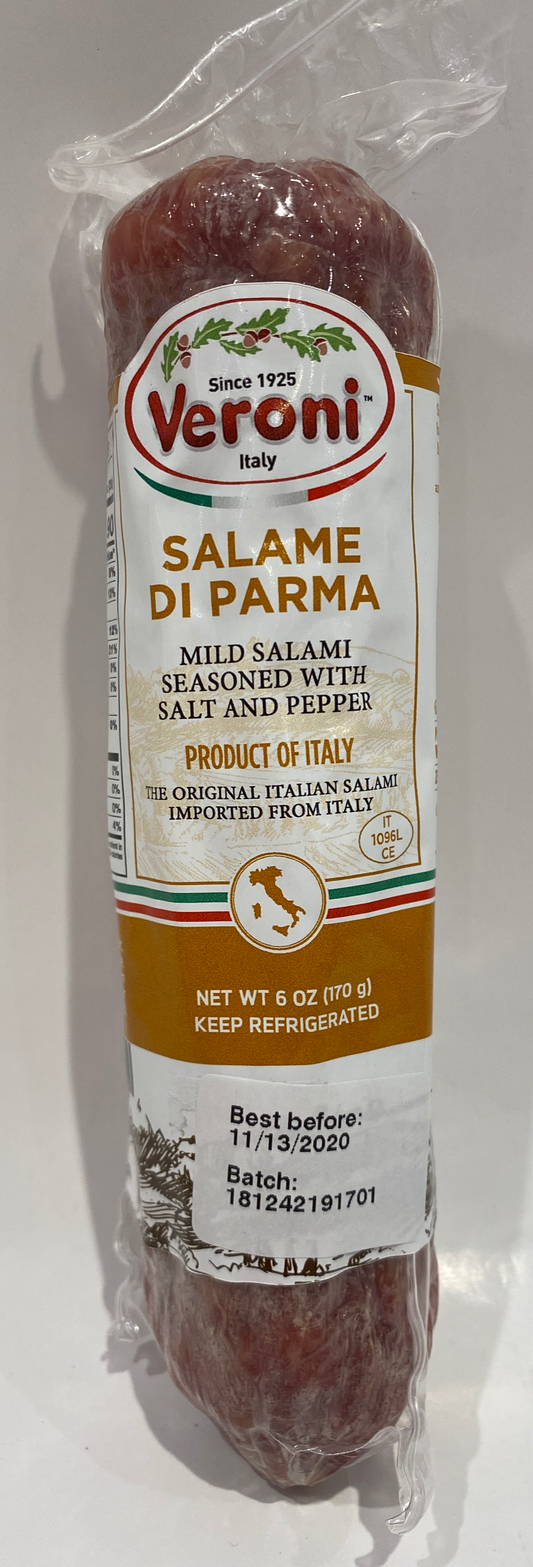 Since 1925
Veroni™
Italy
SALAME
DI PARMA
MILD SALAMI
SEASONED WITH
SALT AND PEPPER
PRODUCT OF ITALY
THE ORIGINAL ITALIAN SALAMI
IMPORTED FROM ITALY
IT
1096L
CE
NET WT 6 OZ (170 g)
KEEP REFRIGERATED
Best before:
11/13/2020
Batch:
181242191701